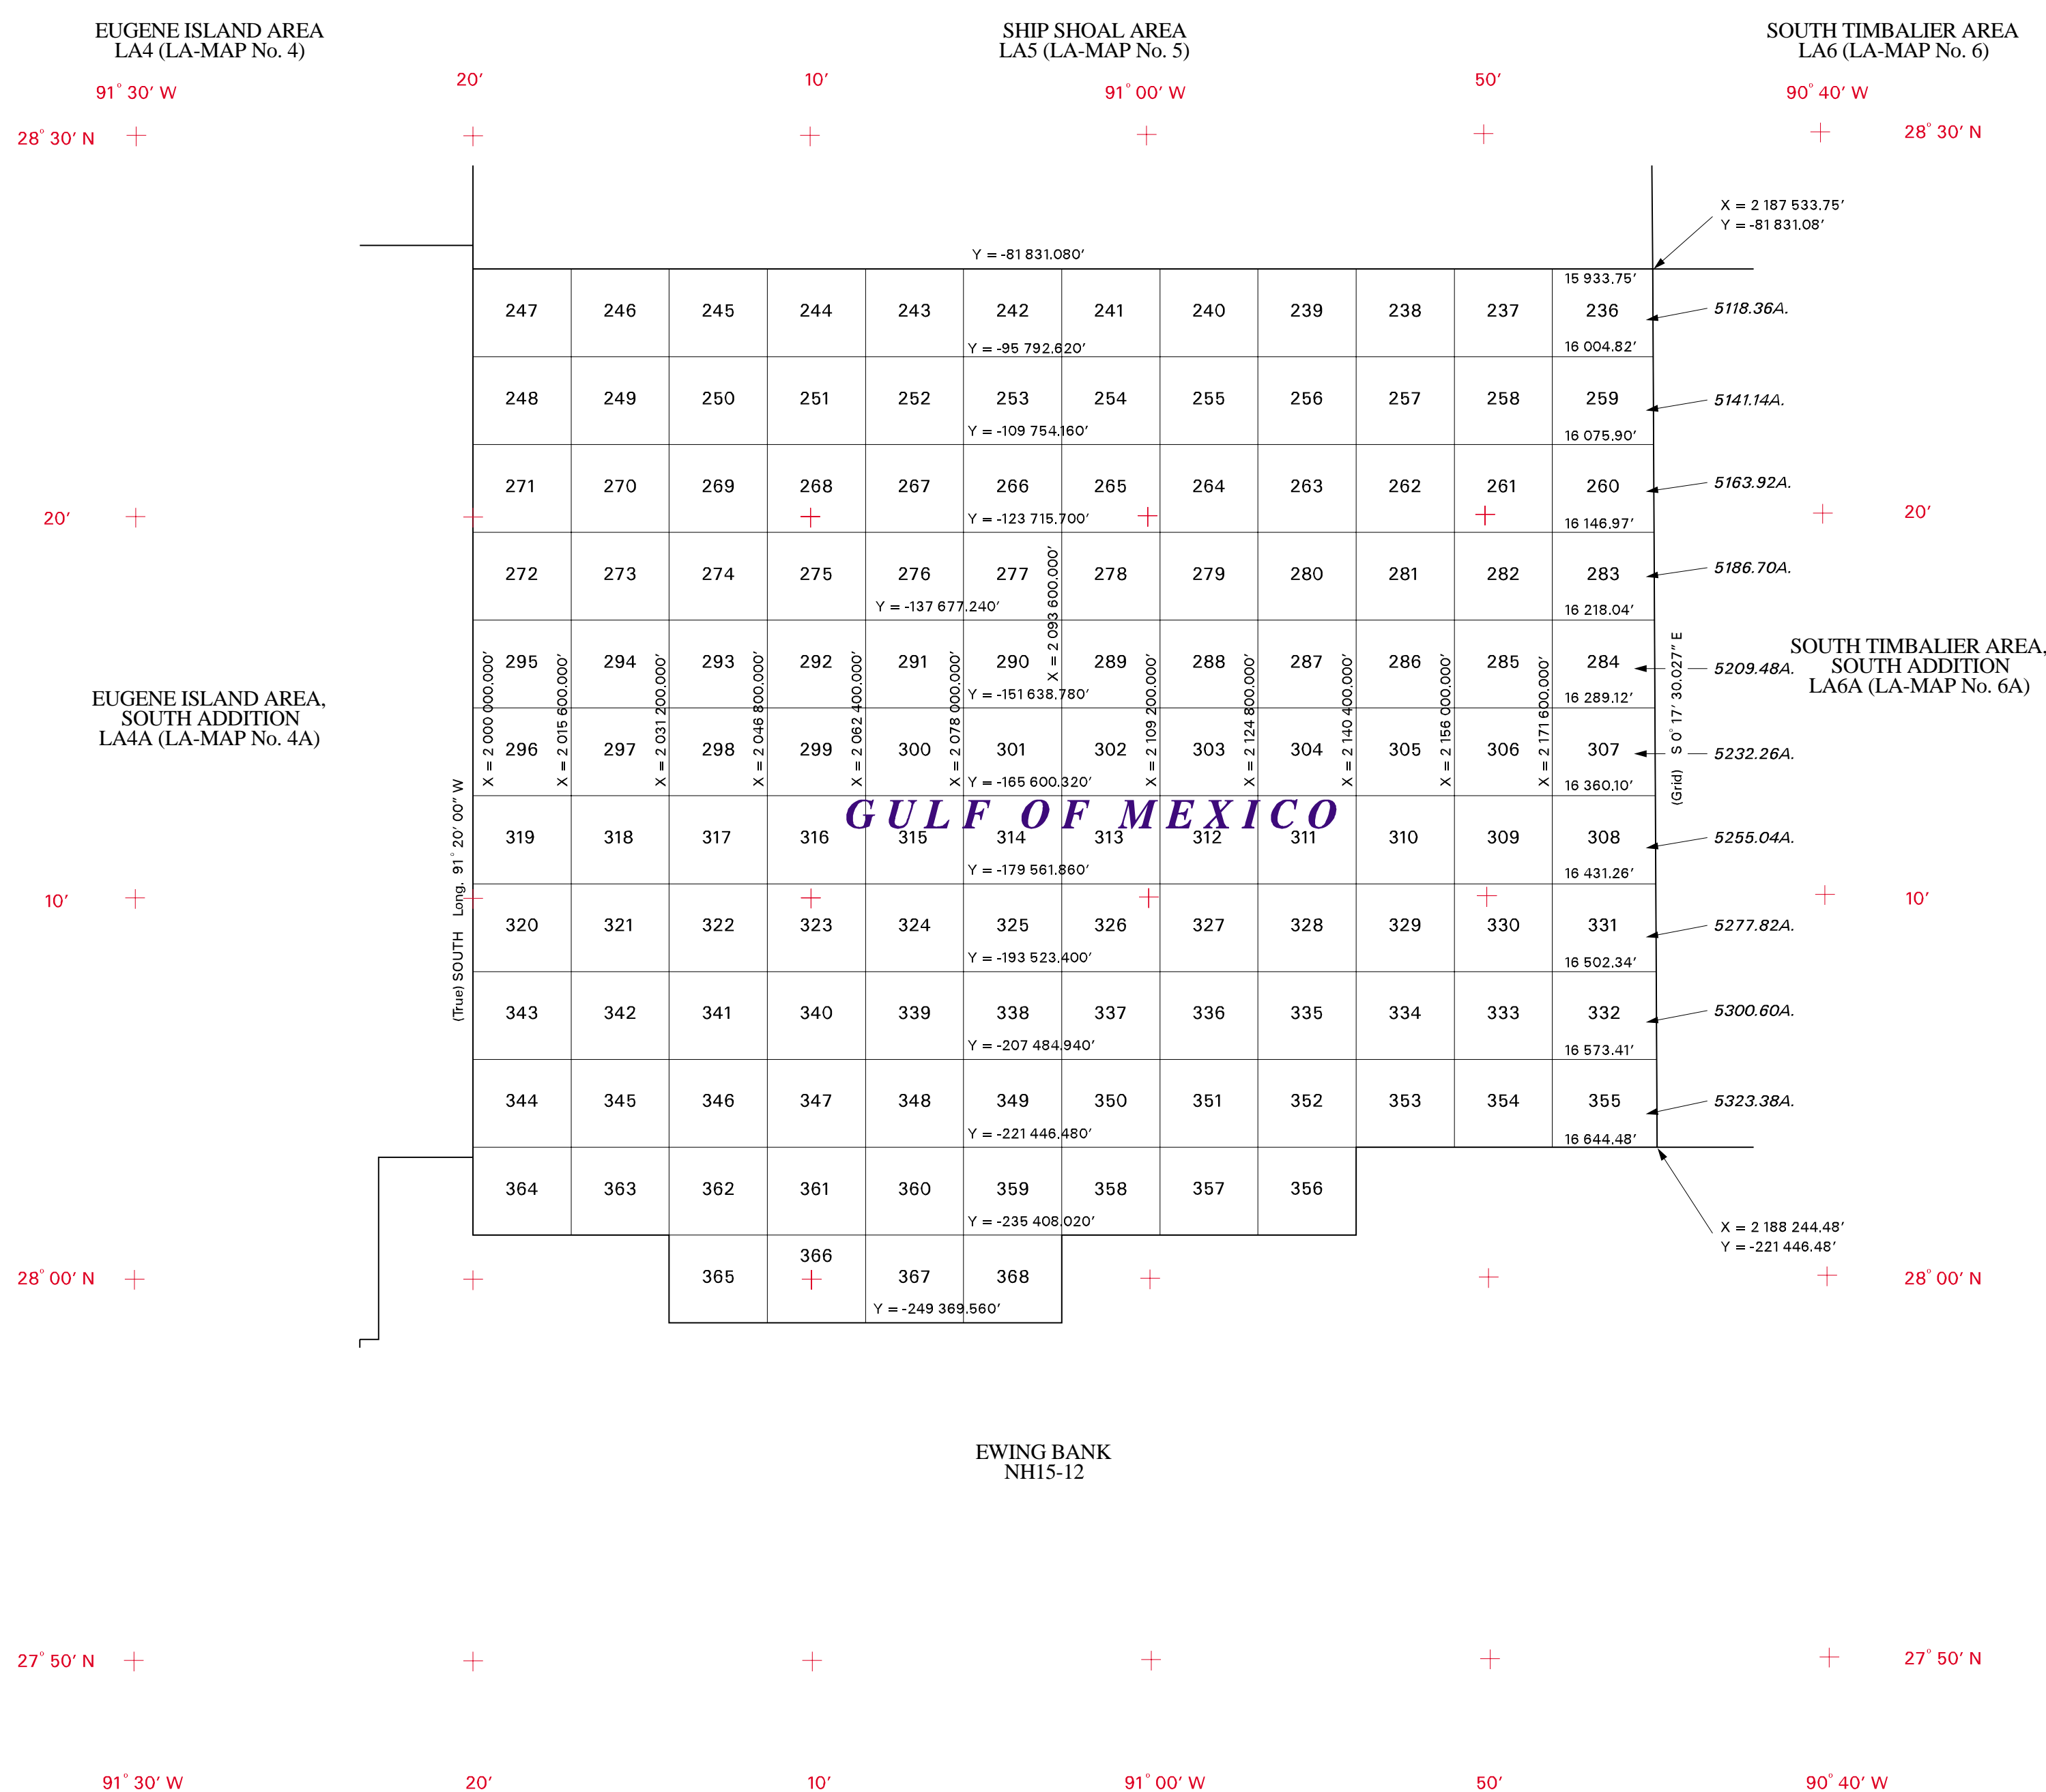 EUGENE ISLAND AREA
LA4 (LA-MAP No. 4)
SHIP SHOAL AREA
LA5 (LA-MAP No. 5)
SOUTH TIMBALIER AREA
LA6 (LA-MAP No. 6)
20′ 10′ 50′
91° 30′ W 91° 00′ W 90° 40′ W
28° 30′ N 28° 30′ N
X = 2 187 533.75′
Y = -81 831.08′
Y = -81 831.080′
15 933.75′
247 246 245 244 243 242 241 240 239 238 237 236 5118.36A.
Y = -95 792.620′ 16 004.82′
248 249 250 251 252 253 254 255 256 257 258 259 5141.14A.
Y = -109 754.160′ 16 075.90′
271 270 269 268 267 266 265 264 263 262 261 260 5163.92A.
20′ Y = -123 715.700′ 16 146.97′ 20′
272 273 274 275 276 277 278 279 280 281 282 283 5186.70A.
Y = -137 677.240′ 16 218.04′
295 294 293 292 291 290 289 288 287 286 285 284 5209.48A.
Y = -151 638.780′ 16 289.12′
296 297 298 299 300 301 302 303 304 305 306 307 5232.26A.
Y = -165 600.320′ 16 360.10′
X = 2 000 000.000′
X = 2 015 600.000′
X = 2 031 200.000′
X = 2 046 800.000′
X = 2 062 400.000′
X = 2 078 000.000′
X = 2 093 600.000′
X = 2 109 200.000′
X = 2 124 800.000′
X = 2 140 400.000′
X = 2 156 000.000′
X = 2 171 600.000′
(Grid) S 0° 17′ 30.027″ E
EUGENE ISLAND AREA,
SOUTH ADDITION
LA4A (LA-MAP No. 4A)
SOUTH TIMBALIER AREA,
SOUTH ADDITION
LA6A (LA-MAP No. 6A)
(True) SOUTH Long. 91° 20′ 00″ W
GULF OF MEXICO
319 318 317 316 315 314 313 312 311 310 309 308 5255.04A.
Y = -179 561.860′ 16 431.26′
10′ 10′
320 321 322 323 324 325 326 327 328 329 330 331 5277.82A.
Y = -193 523.400′ 16 502.34′
343 342 341 340 339 338 337 336 335 334 333 332 5300.60A.
Y = -207 484.940′ 16 573.41′
344 345 346 347 348 349 350 351 352 353 354 355 5323.38A.
Y = -221 446.480′ 16 644.48′
364 363 362 361 360 359 358 357 356
Y = -235 408.020′
X = 2 188 244.48′
Y = -221 446.48′
366
28° 00′ N 365 367 368 28° 00′ N
Y = -249 369.560′
EWING BANK
NH15-12
27° 50′ N 27° 50′ N
91° 30′ W 20′ 10′ 91° 00′ W 50′ 90° 40′ W